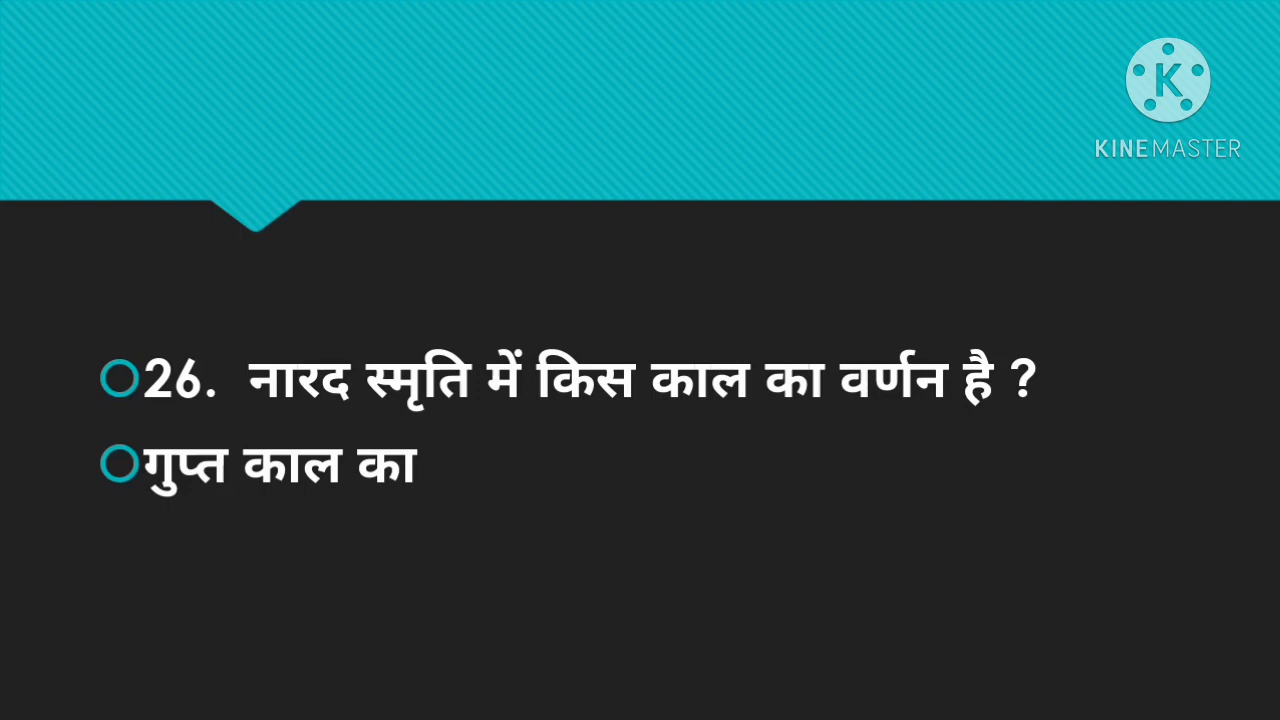 K
KINEMASTER
26. नारद स्मृति में किस काल का वर्णन है ?
गुप्त काल का